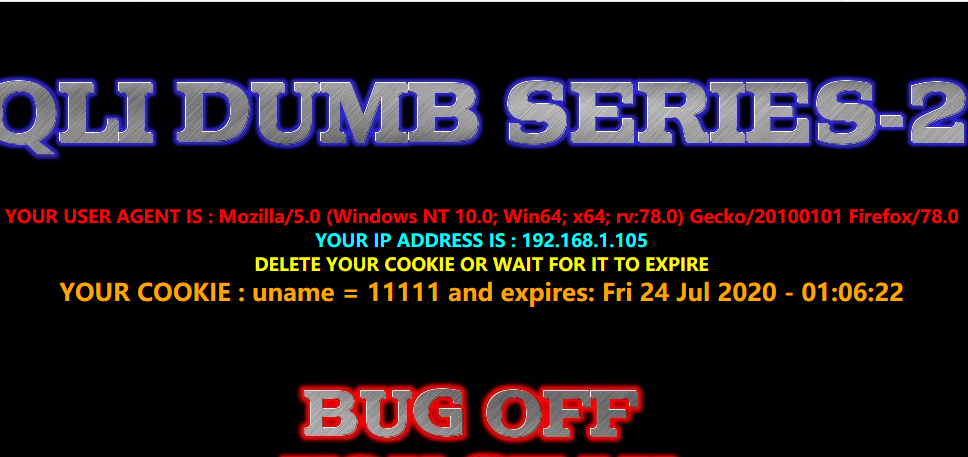 QLI DUMB SERIES-2
YOUR USER AGENT IS : Mozilla/5.0 (Windows NT 10.0; Win64; x64; rv:78.0) Gecko/20100101 Firefox/78.0
YOUR IP ADDRESS IS : 192.168.1.105
DELETE YOUR COOKIE OR WAIT FOR IT TO EXPIRE
YOUR COOKIE : uname = 11111 and expires: Fri 24 Jul 2020 - 01:06:22
BUG OFF